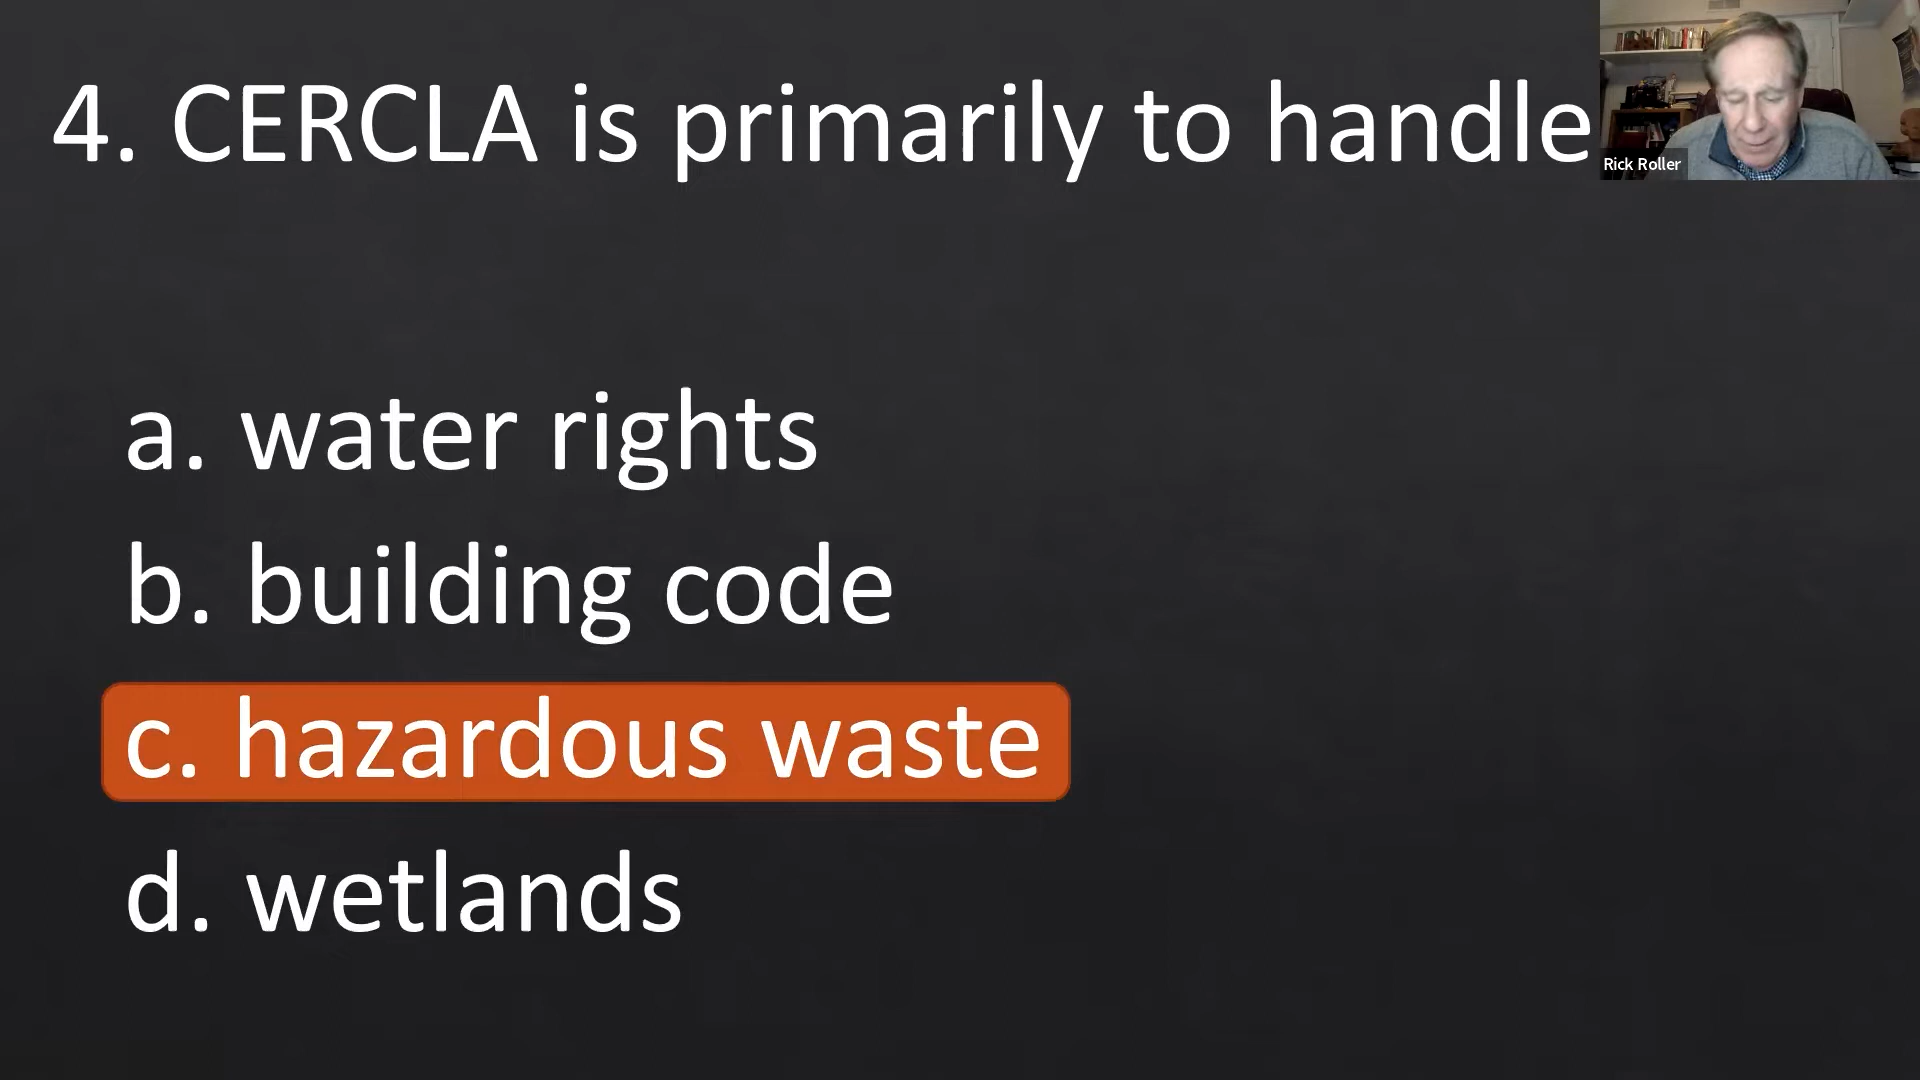 4. CERCLA is primarily to handle
Rick Roller
a. water rights
b. building code
c. hazardous waste
d. wetlands